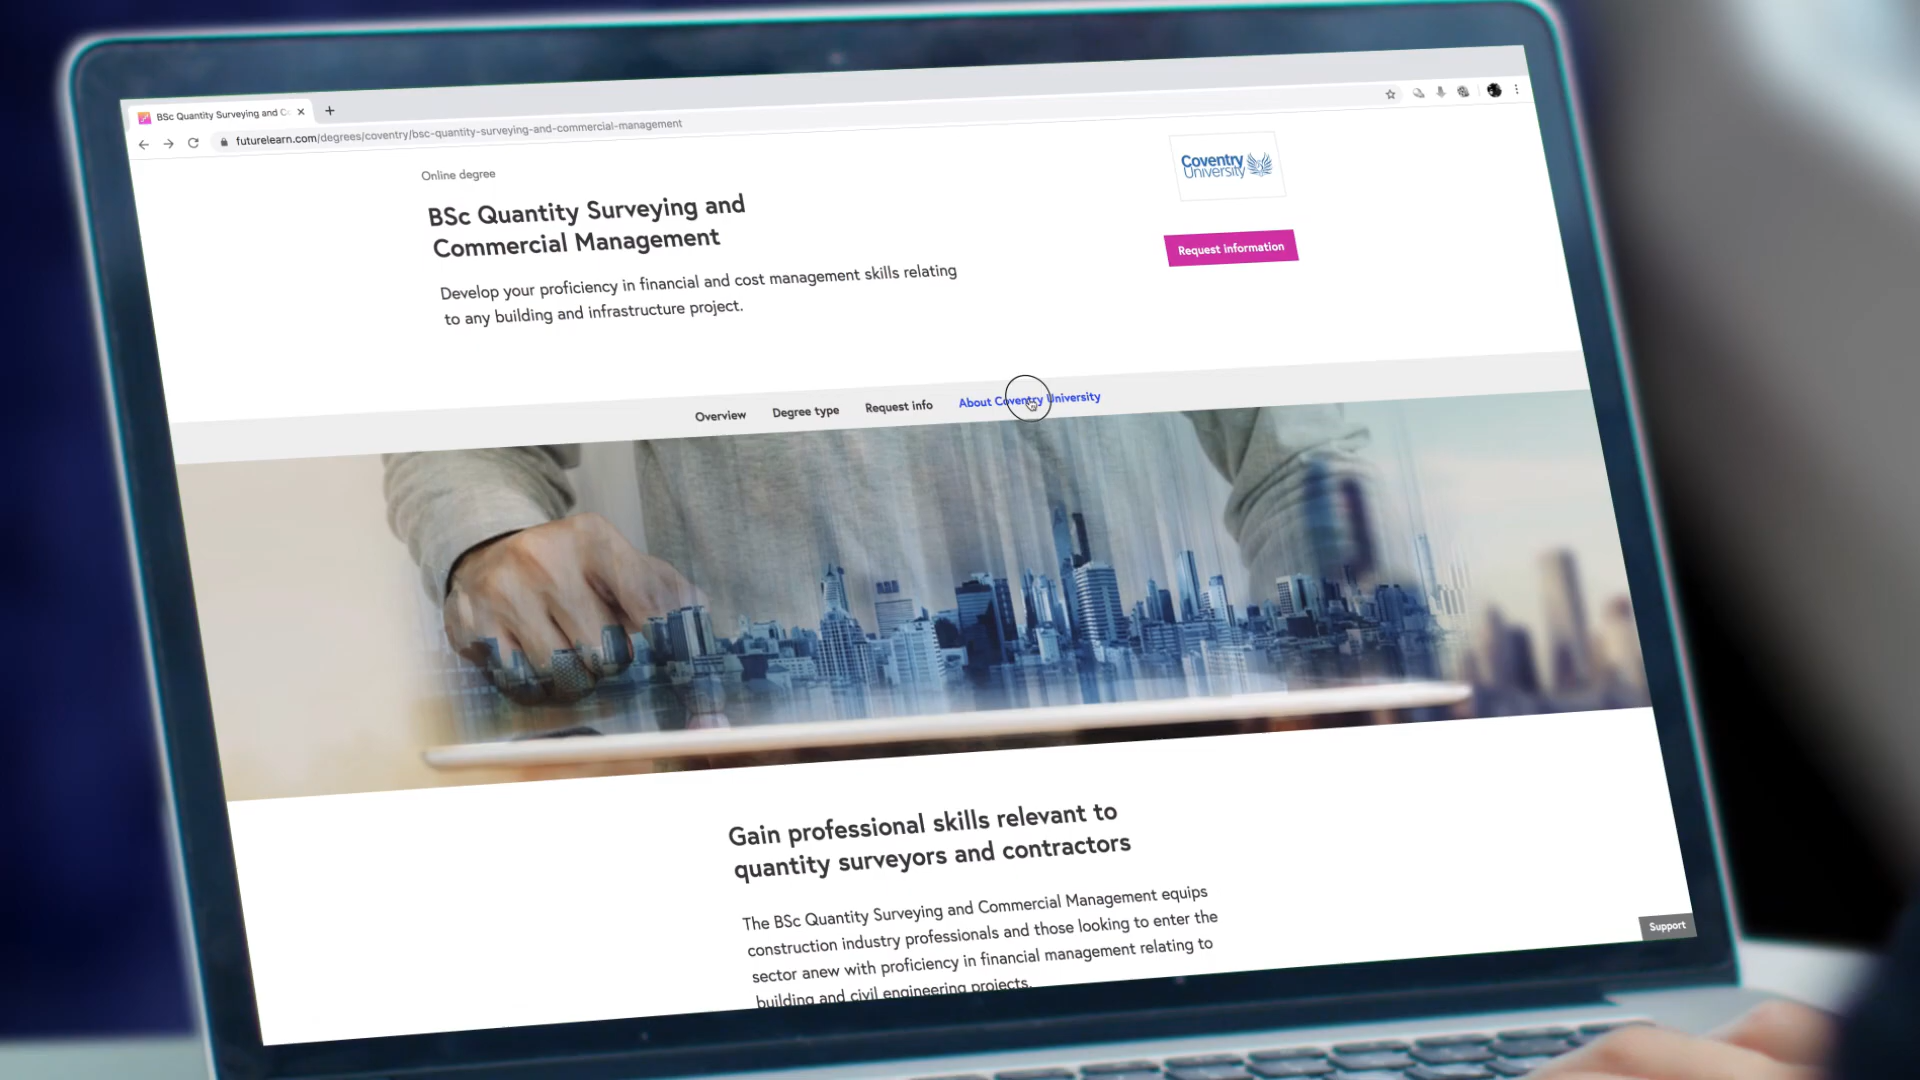 BSc Quantity Surveying and C
futurelearn.com/degrees/coventry/bsc-quantity-surveying-and-commercial-management
Online degree
Coventry
University
BSc Quantity Surveying and
Commercial Management
Request information
Develop your proficiency in financial and cost management skills relating
to any building and infrastructure project.
Overview
Degree type
Request info
About Coventry University
Gain professional skills relevant to
quantity surveyors and contractors
The BSc Quantity Surveying and Commercial Management equips
construction industry professionals and those looking to enter the
sector anew with proficiency in financial management relating to
building and civil engineering projects.
Support